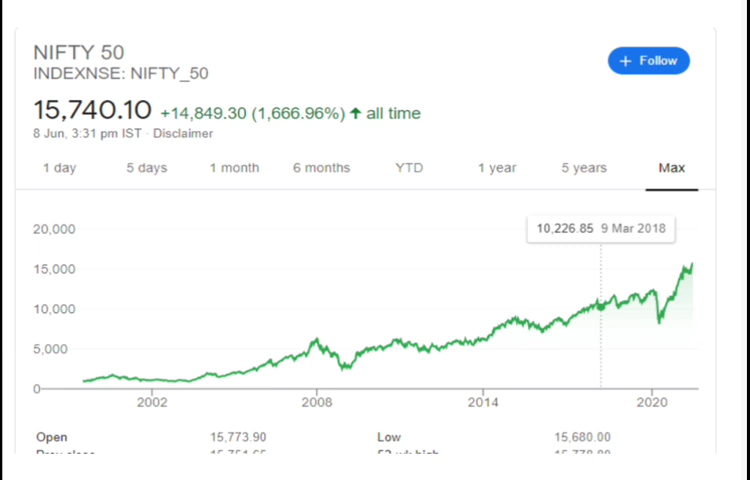 NIFTY 50
INDEXNSE: NIFTY_50
+ Follow
15,740.10 +14,849.30 (1,666.96%) ↑ all time
8 Jun, 3:31 pm IST · Disclaimer
1 day 5 days 1 month 6 months YTD 1 year 5 years Max
10,226.85 9 Mar 2018
20,000
15,000
10,000
5,000
0
2002 2008 2014 2020
Open 15,773.90 Low 15,680.00